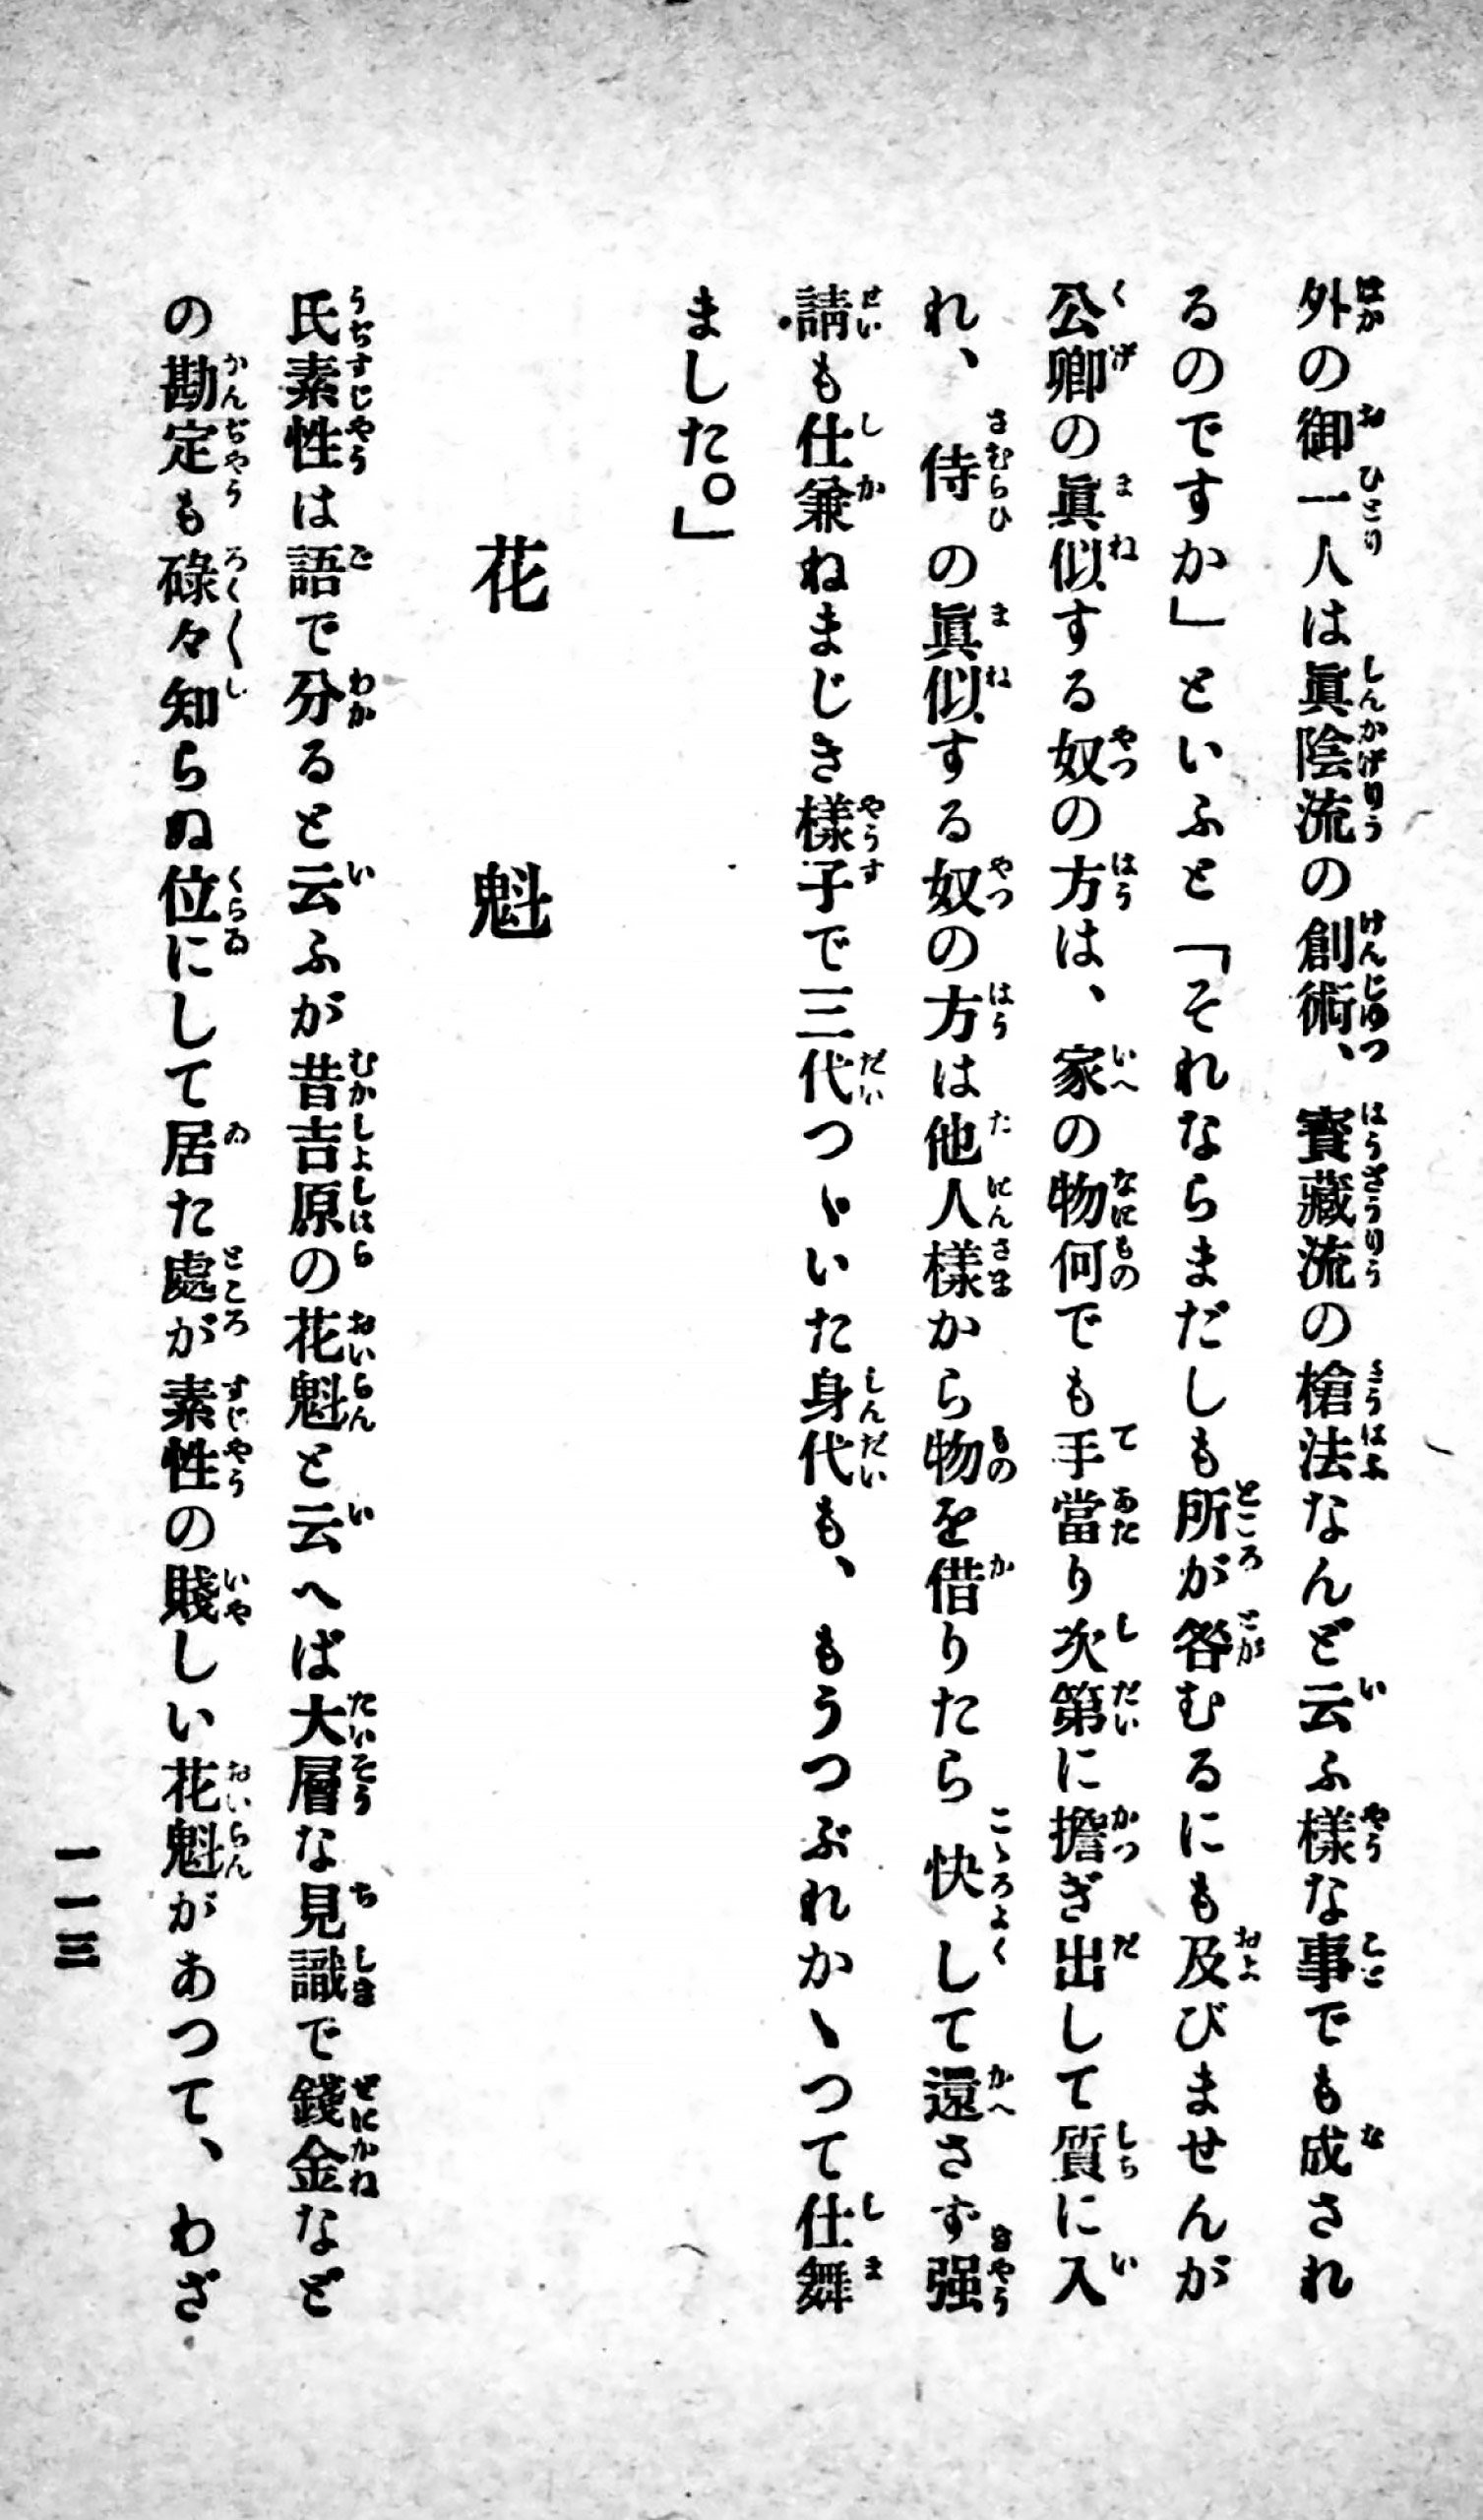 外の御一人は眞陰流の創術、寳藏流の槍法なんど云ふ樣な事でも成され
るのですか」といふと「それならまだしも所が咎むるにも及びませんが
公卿の眞似する奴の方は、家の物何でも手當り次第に擔ぎ出して質に入
れ、侍の眞似する奴の方は他人樣から物を借りたら快して還さず强
請も仕兼ねまじき樣子で三代つゞいた身代も、もうつぶれかゝつて仕舞
ました。」
花魁
氏素性は語で分ると云ふが昔吉原の花魁と云へば大層な見識で錢金など
の勘定も碌々知らぬ位にして居た處が素性の賤しい花魁があつて、わざ
一一三